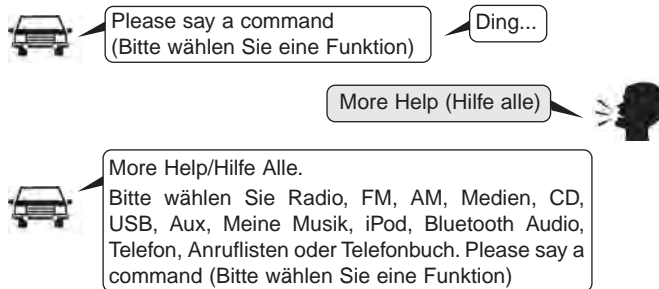 Please say a command
(Bitte wählen Sie eine Funktion)
Ding...
More Help (Hilfe alle)
More Help/Hilfe Alle.
Bitte wählen Sie Radio, FM, AM, Medien, CD,
USB, Aux, Meine Musik, iPod, Bluetooth Audio,
Telefon, Anruflisten oder Telefonbuch. Please say a
command (Bitte wählen Sie eine Funktion)